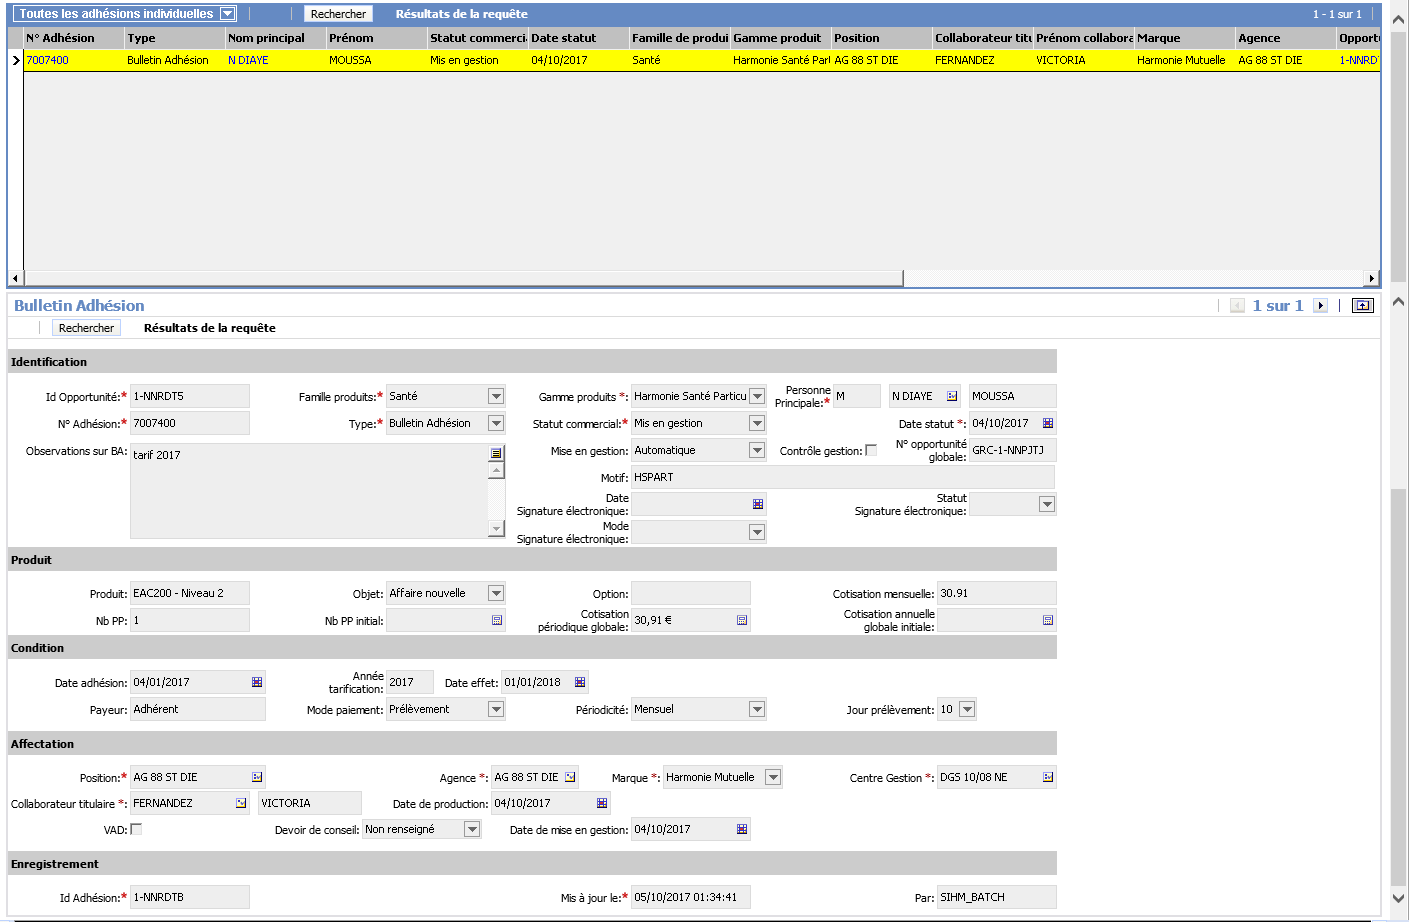 Toutes les adhésions individuelles Rechercher Résultats de la requête 1 - 1 sur 1
N° Adhésion Type Nom principal Prénom Statut commerci Date statut Famille de produi Gamme produit Position Collaborateur titu Prénom collabora Marque Agence Opportu
7007400 Bulletin Adhésion N DIAYE MOUSSA Mis en gestion 04/10/2017 Santé Harmonie Santé Part AG 88 ST DIE FERNANDEZ VICTORIA Harmonie Mutuelle AG 88 ST DIE 1-NNRD
Bulletin Adhésion 1 sur 1
Rechercher Résultats de la requête
Identification
Id Opportunité:* 1-NNRDT5 Famille produits:* Santé Gamme produits *: Harmonie Santé Particu Personne Principale:* M N DIAYE MOUSSA
N° Adhésion:* 7007400 Type:* Bulletin Adhésion Statut commercial:* Mis en gestion Date statut *: 04/10/2017
Observations sur BA: tarif 2017 Mise en gestion: Automatique Contrôle gestion: N° opportunité globale: GRC-1-NNPJTJ
Motif: HSPART
Date Signature électronique: Statut Signature électronique:
Mode Signature électronique:
Produit
Produit: EAC200 - Niveau 2 Objet: Affaire nouvelle Option: Cotisation mensuelle: 30.91
Nb PP: 1 Nb PP initial: Cotisation périodique globale: 30,91 € Cotisation annuelle globale initiale:
Condition
Date adhésion: 04/01/2017 Année tarification: 2017 Date effet: 01/01/2018
Payeur: Adhérent Mode paiement: Prélèvement Périodicité: Mensuel Jour prélèvement: 10
Affectation
Position:* AG 88 ST DIE Agence *: AG 88 ST DIE Marque *: Harmonie Mutuelle Centre Gestion *: DGS 10/08 NE
Collaborateur titulaire *: FERNANDEZ VICTORIA Date de production: 04/10/2017
VAD: Devoir de conseil: Non renseigné Date de mise en gestion: 04/10/2017
Enregistrement
Id Adhésion:* 1-NNRDTB Mis à jour le:* 05/10/2017 01:34:41 Par: SIHM_BATCH